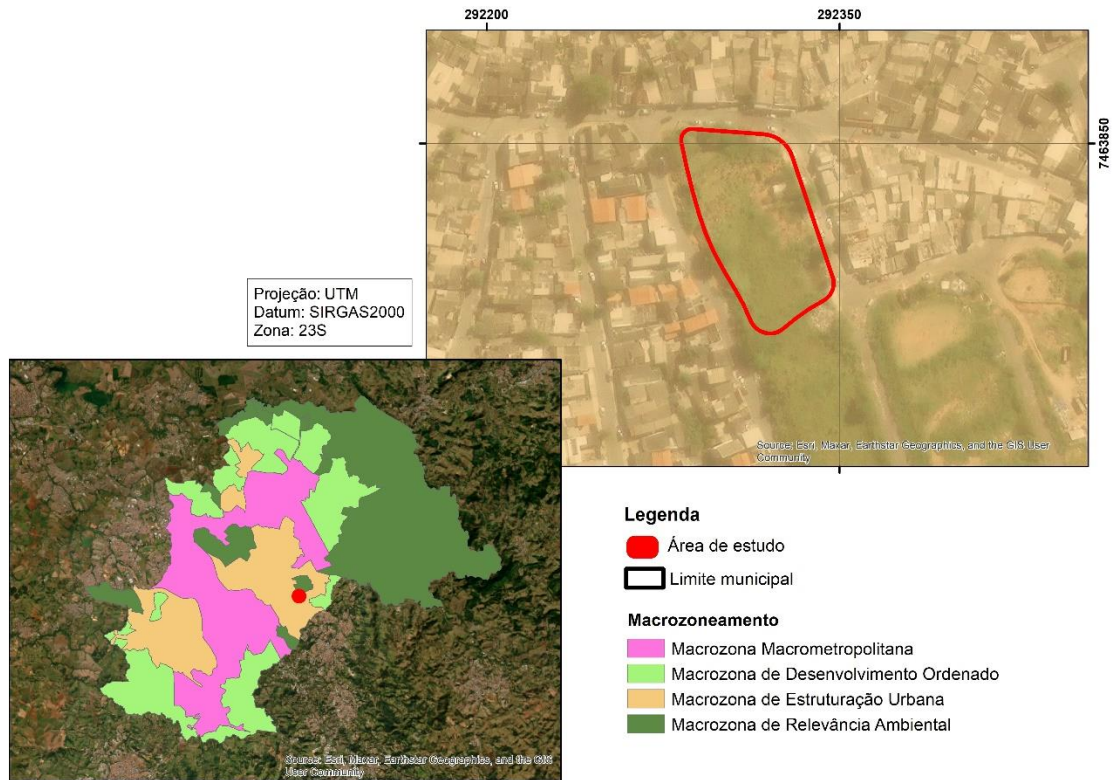 292200
292350
7463850
Source: Esri, Maxar, Earthstar Geographics, and the GIS User
Community
Projeção: UTM
Datum: SIRGAS2000
Zona: 23S
Source: Esri, Maxar, Earthstar Geographics, and the GIS
User Community
Legenda
Área de estudo
Limite municipal
Macrozoneamento
Macrozona Macrometropolitana
Macrozona de Desenvolvimento Ordenado
Macrozona de Estruturação Urbana
Macrozona de Relevância Ambiental